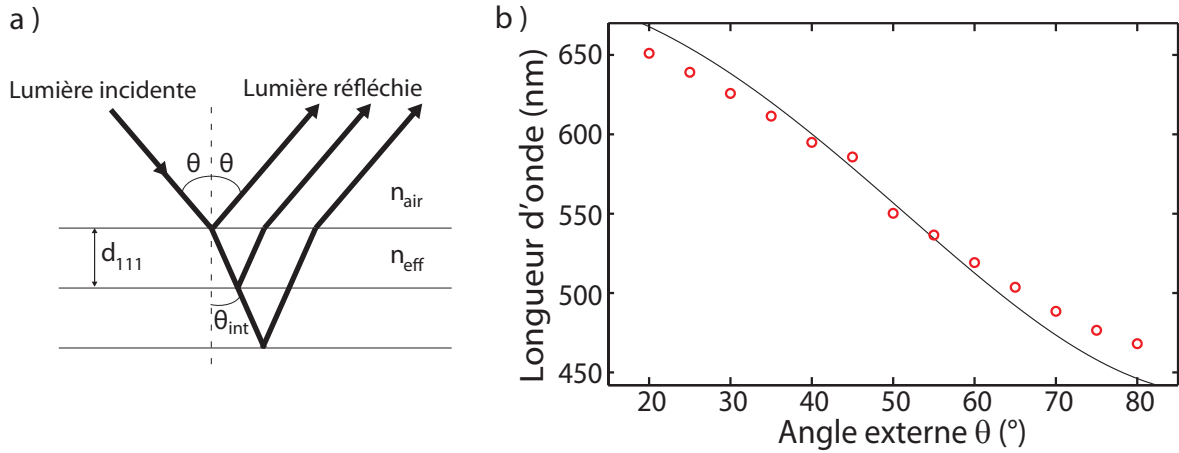 a )
Lumière incidente
Lumière réfléchie
θ θ
n_air
d_111
n_eff
θ_int
b )
Longueur d'onde (nm)
650
600
550
500
450
20 30 40 50 60 70 80
Angle externe θ (°)